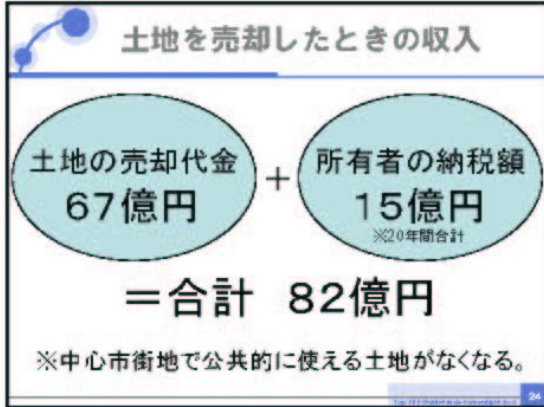 土地を売却したときの収入
土地の売却代金
67億円
+
所有者の納税額
15億円
※20年間合計
＝合計 82億円
※中心市街地で公共的に使える土地がなくなる。
24